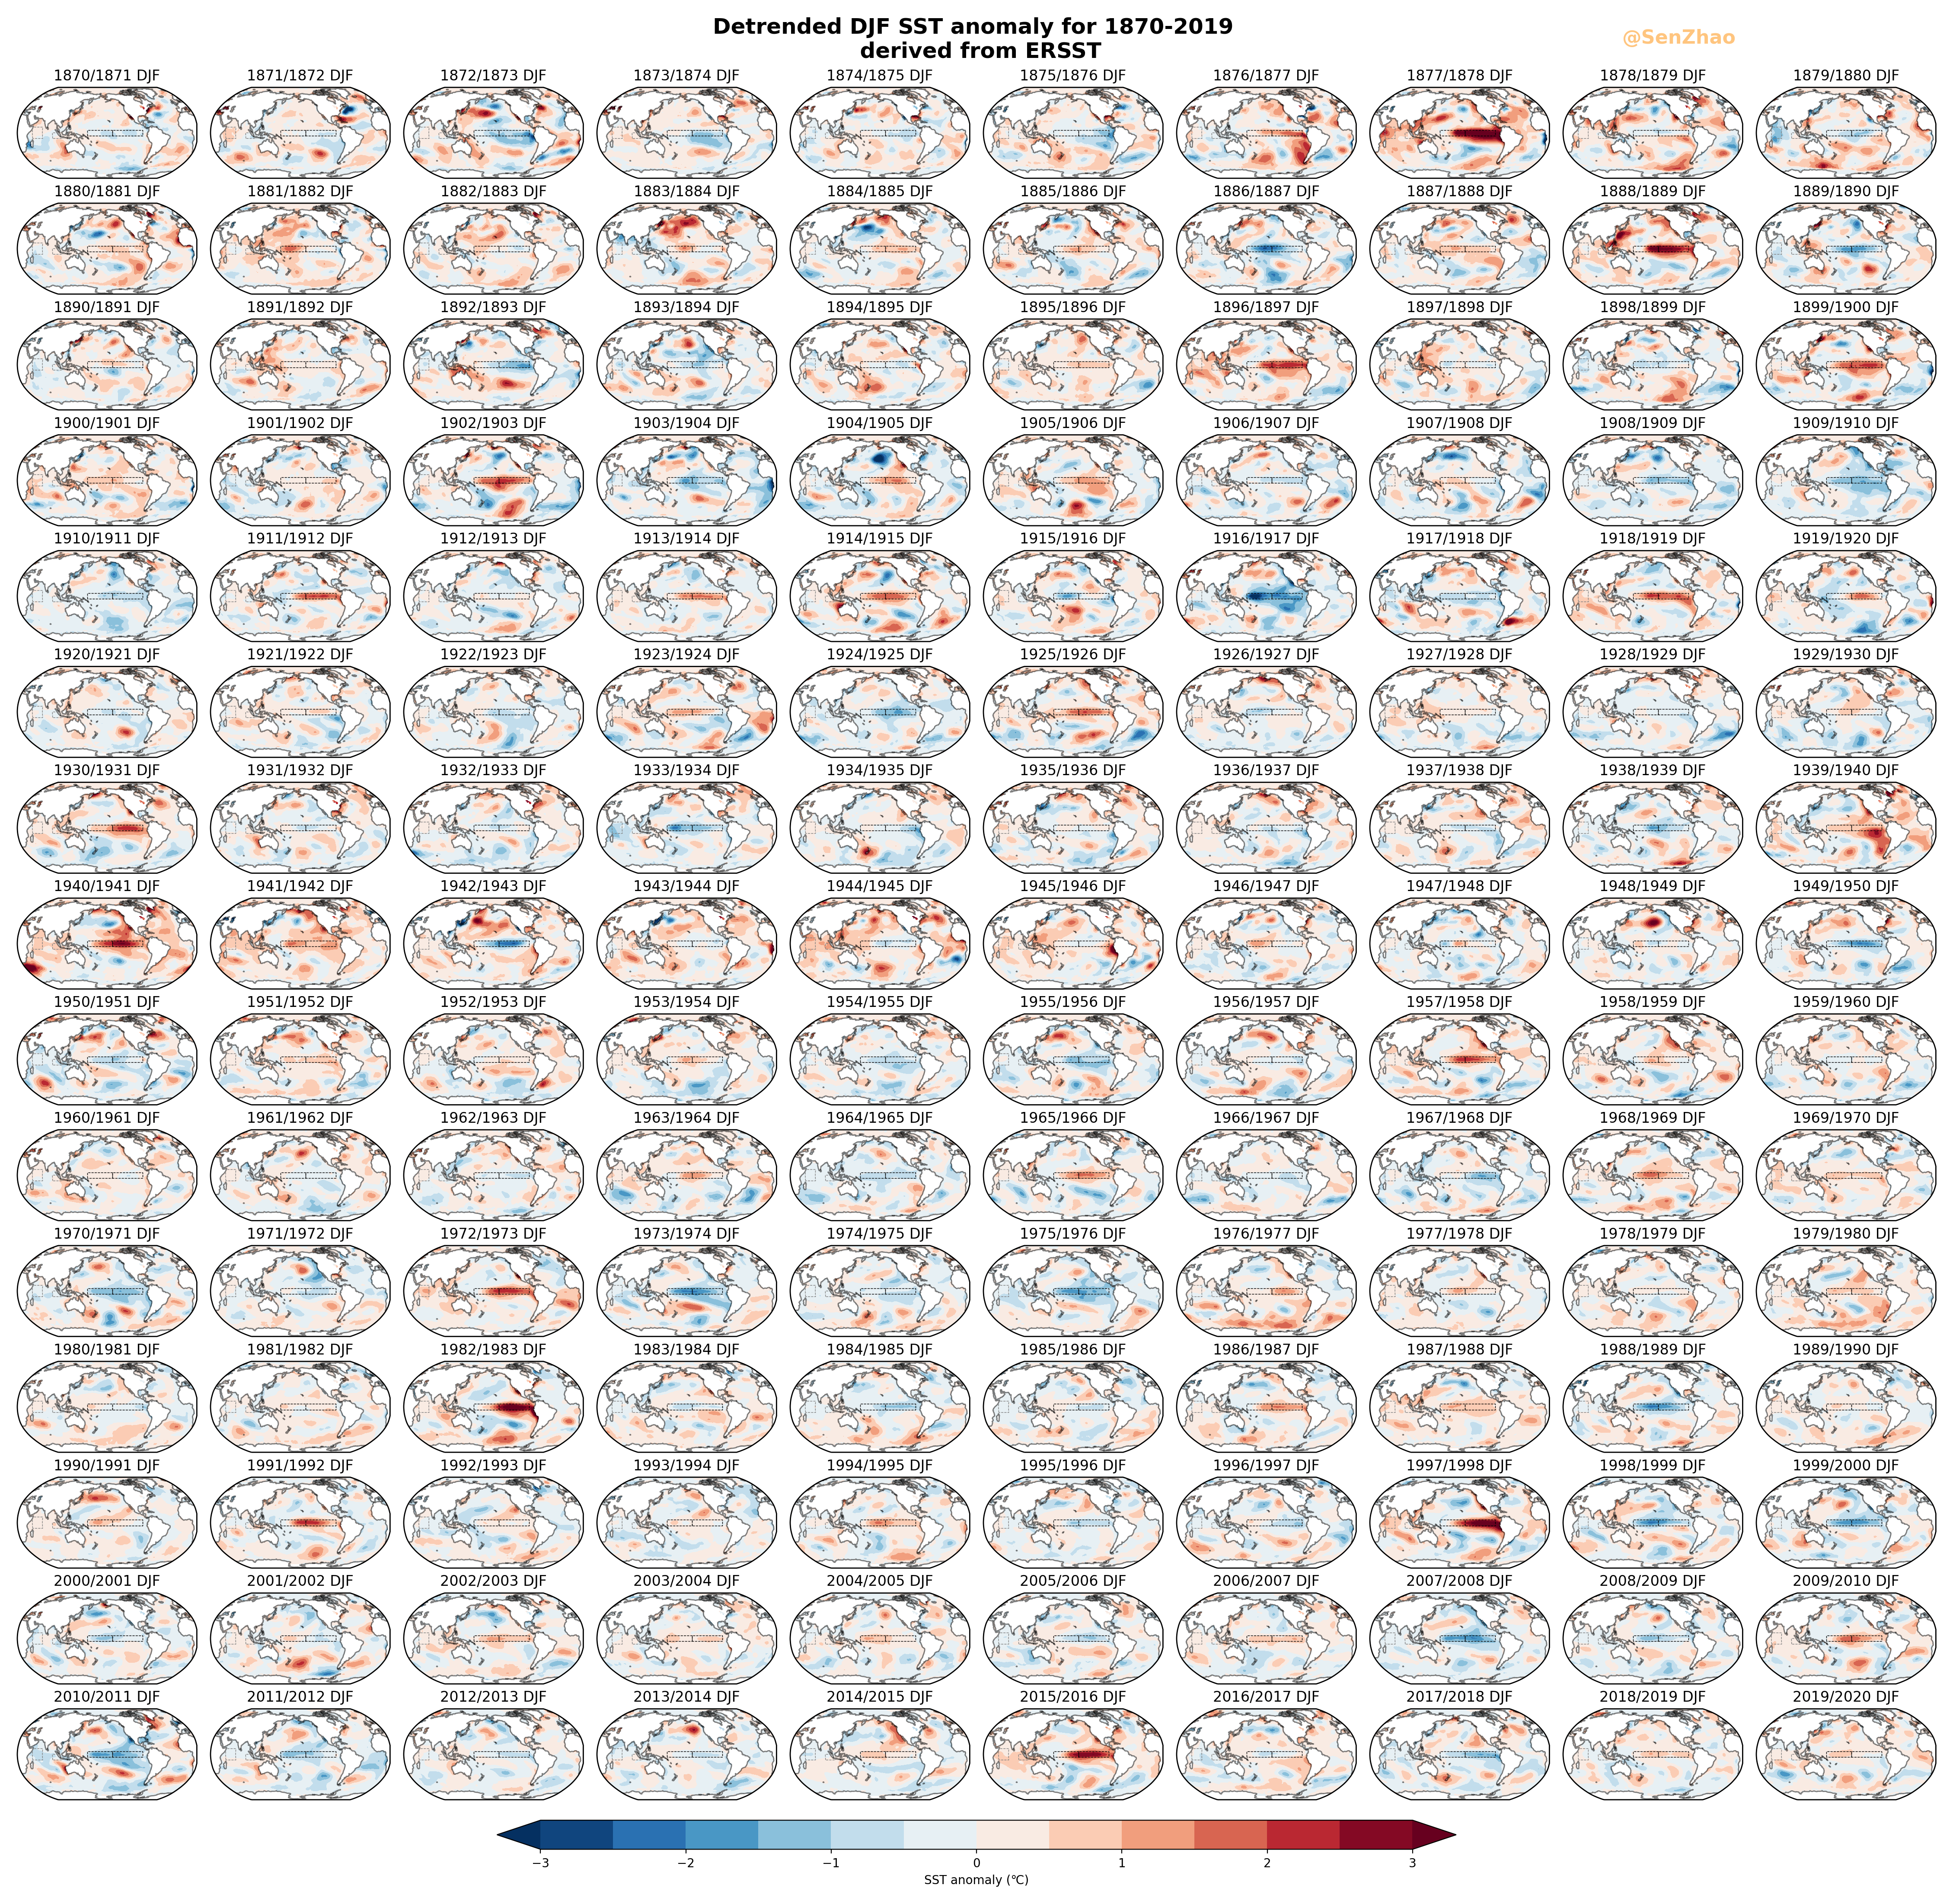 Detrended DJF SST anomaly for 1870-2019
derived from ERSST
@SenZhao
1870/1871 DJF 1871/1872 DJF 1872/1873 DJF 1873/1874 DJF 1874/1875 DJF 1875/1876 DJF 1876/1877 DJF 1877/1878 DJF 1878/1879 DJF 1879/1880 DJF
1880/1881 DJF 1881/1882 DJF 1882/1883 DJF 1883/1884 DJF 1884/1885 DJF 1885/1886 DJF 1886/1887 DJF 1887/1888 DJF 1888/1889 DJF 1889/1890 DJF
1890/1891 DJF 1891/1892 DJF 1892/1893 DJF 1893/1894 DJF 1894/1895 DJF 1895/1896 DJF 1896/1897 DJF 1897/1898 DJF 1898/1899 DJF 1899/1900 DJF
1900/1901 DJF 1901/1902 DJF 1902/1903 DJF 1903/1904 DJF 1904/1905 DJF 1905/1906 DJF 1906/1907 DJF 1907/1908 DJF 1908/1909 DJF 1909/1910 DJF
1910/1911 DJF 1911/1912 DJF 1912/1913 DJF 1913/1914 DJF 1914/1915 DJF 1915/1916 DJF 1916/1917 DJF 1917/1918 DJF 1918/1919 DJF 1919/1920 DJF
1920/1921 DJF 1921/1922 DJF 1922/1923 DJF 1923/1924 DJF 1924/1925 DJF 1925/1926 DJF 1926/1927 DJF 1927/1928 DJF 1928/1929 DJF 1929/1930 DJF
1930/1931 DJF 1931/1932 DJF 1932/1933 DJF 1933/1934 DJF 1934/1935 DJF 1935/1936 DJF 1936/1937 DJF 1937/1938 DJF 1938/1939 DJF 1939/1940 DJF
1940/1941 DJF 1941/1942 DJF 1942/1943 DJF 1943/1944 DJF 1944/1945 DJF 1945/1946 DJF 1946/1947 DJF 1947/1948 DJF 1948/1949 DJF 1949/1950 DJF
1950/1951 DJF 1951/1952 DJF 1952/1953 DJF 1953/1954 DJF 1954/1955 DJF 1955/1956 DJF 1956/1957 DJF 1957/1958 DJF 1958/1959 DJF 1959/1960 DJF
1960/1961 DJF 1961/1962 DJF 1962/1963 DJF 1963/1964 DJF 1964/1965 DJF 1965/1966 DJF 1966/1967 DJF 1967/1968 DJF 1968/1969 DJF 1969/1970 DJF
1970/1971 DJF 1971/1972 DJF 1972/1973 DJF 1973/1974 DJF 1974/1975 DJF 1975/1976 DJF 1976/1977 DJF 1977/1978 DJF 1978/1979 DJF 1979/1980 DJF
1980/1981 DJF 1981/1982 DJF 1982/1983 DJF 1983/1984 DJF 1984/1985 DJF 1985/1986 DJF 1986/1987 DJF 1987/1988 DJF 1988/1989 DJF 1989/1990 DJF
1990/1991 DJF 1991/1992 DJF 1992/1993 DJF 1993/1994 DJF 1994/1995 DJF 1995/1996 DJF 1996/1997 DJF 1997/1998 DJF 1998/1999 DJF 1999/2000 DJF
2000/2001 DJF 2001/2002 DJF 2002/2003 DJF 2003/2004 DJF 2004/2005 DJF 2005/2006 DJF 2006/2007 DJF 2007/2008 DJF 2008/2009 DJF 2009/2010 DJF
2010/2011 DJF 2011/2012 DJF 2012/2013 DJF 2013/2014 DJF 2014/2015 DJF 2015/2016 DJF 2016/2017 DJF 2017/2018 DJF 2018/2019 DJF 2019/2020 DJF
−3 −2 −1 0 1 2 3
SST anomaly (℃)